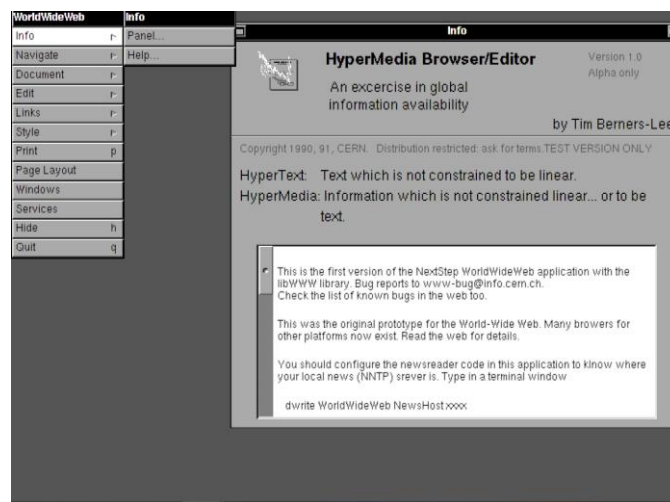 WorldWideWeb
Info
Navigate
Document
Edit
Links
Style
Print p
Page Layout
Windows
Services
Hide h
Quit q
Info
Panel...
Help...
Info
HyperMedia Browser/Editor
Version 1.0
Alpha only
An excercise in global
information availability
by Tim Berners-Lee
Copyright 1990, 91, CERN. Distribution restricted: ask for terms.TEST VERSION ONLY
HyperText: Text which is not constrained to be linear.
HyperMedia: Information which is not constrained linear... or to be
text.
This is the first version of the NextStep WorldWideWeb application with the
libWWW library. Bug reports to www-bug@info.cern.ch.
Check the list of known bugs in the web too.
This was the original prototype for the World-Wide Web. Many browers for
other platforms now exist. Read the web for details.
You should configure the newsreader code in this application to klnow where
your local news (NNTP) srever is. Type in a terminal window
dwrite WorldWideWeb NewsHost xxxx